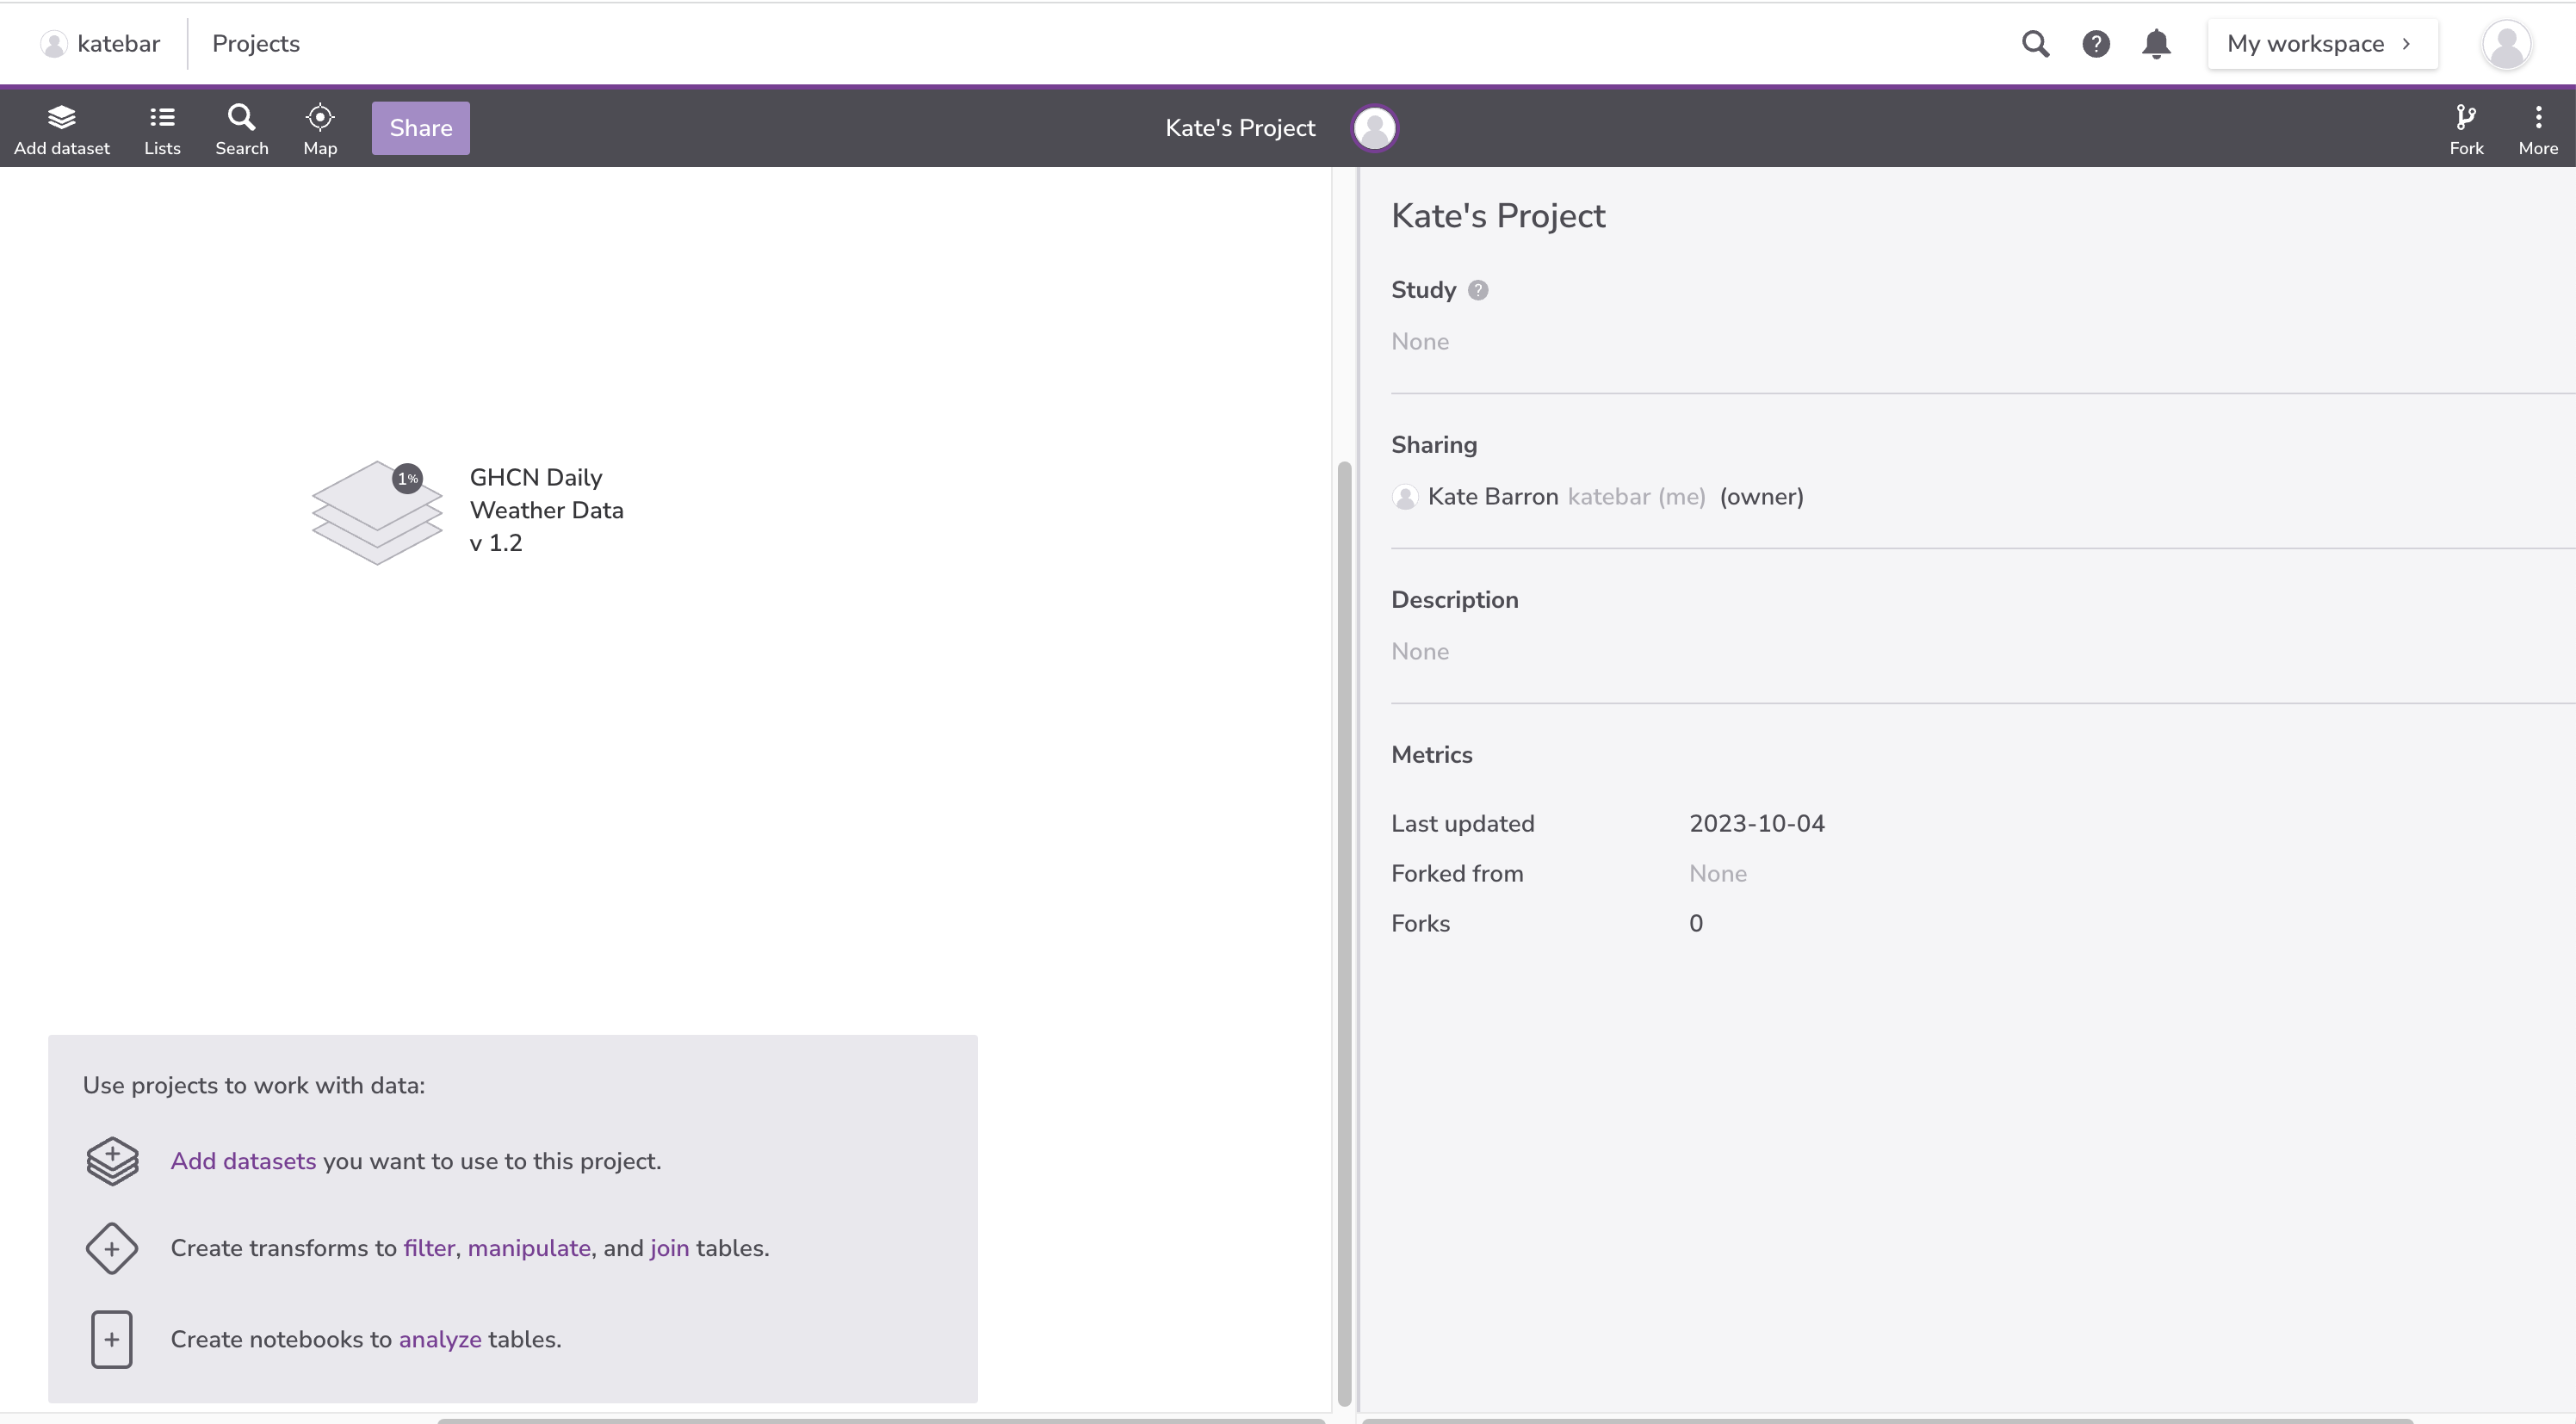 katebar
Projects
My workspace
Add dataset
Lists
Search
Map
Share
Kate's Project
Fork
More
1%
GHCN Daily
Weather Data
v 1.2
Use projects to work with data:
Add datasets you want to use to this project.
Create transforms to filter, manipulate, and join tables.
Create notebooks to analyze tables.
Kate's Project
Study ?
None
Sharing
Kate Barron katebar (me) (owner)
Description
None
Metrics
Last updated 2023-10-04
Forked from None
Forks 0